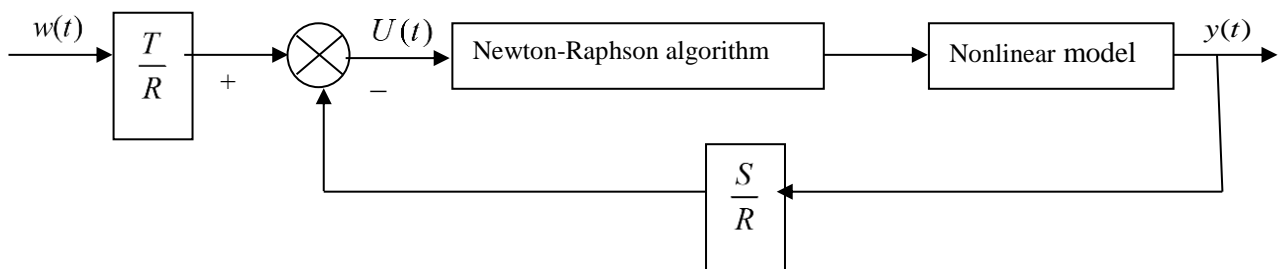 w(t)
T
R
+
U(t)
−
Newton-Raphson algorithm
Nonlinear model
y(t)
S
R